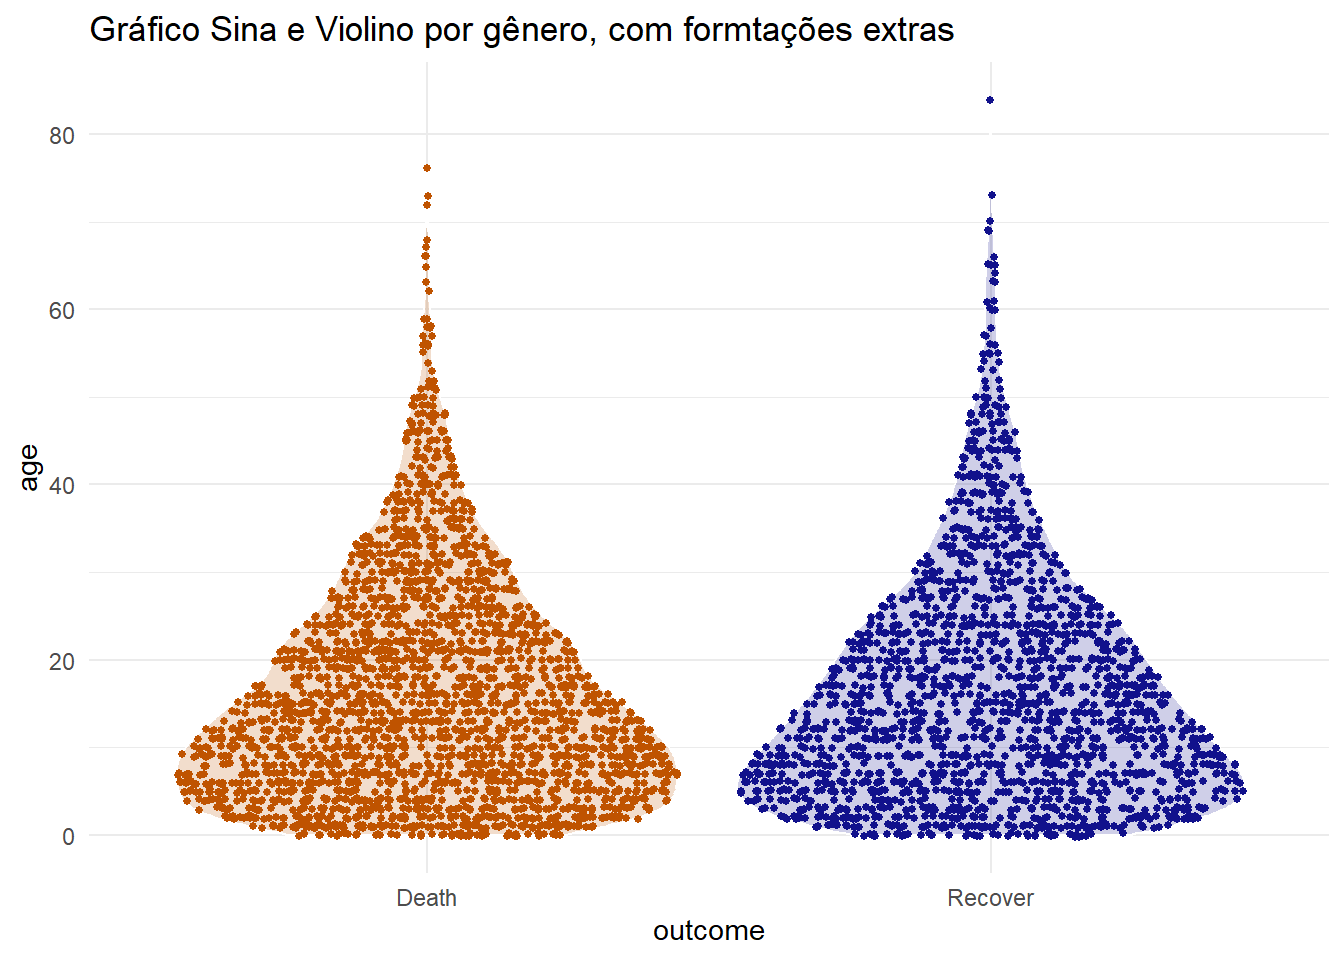 Gráfico Sina e Violino por gênero, com formtações extras
80
60
40
20
0
age
Death
Recover
outcome